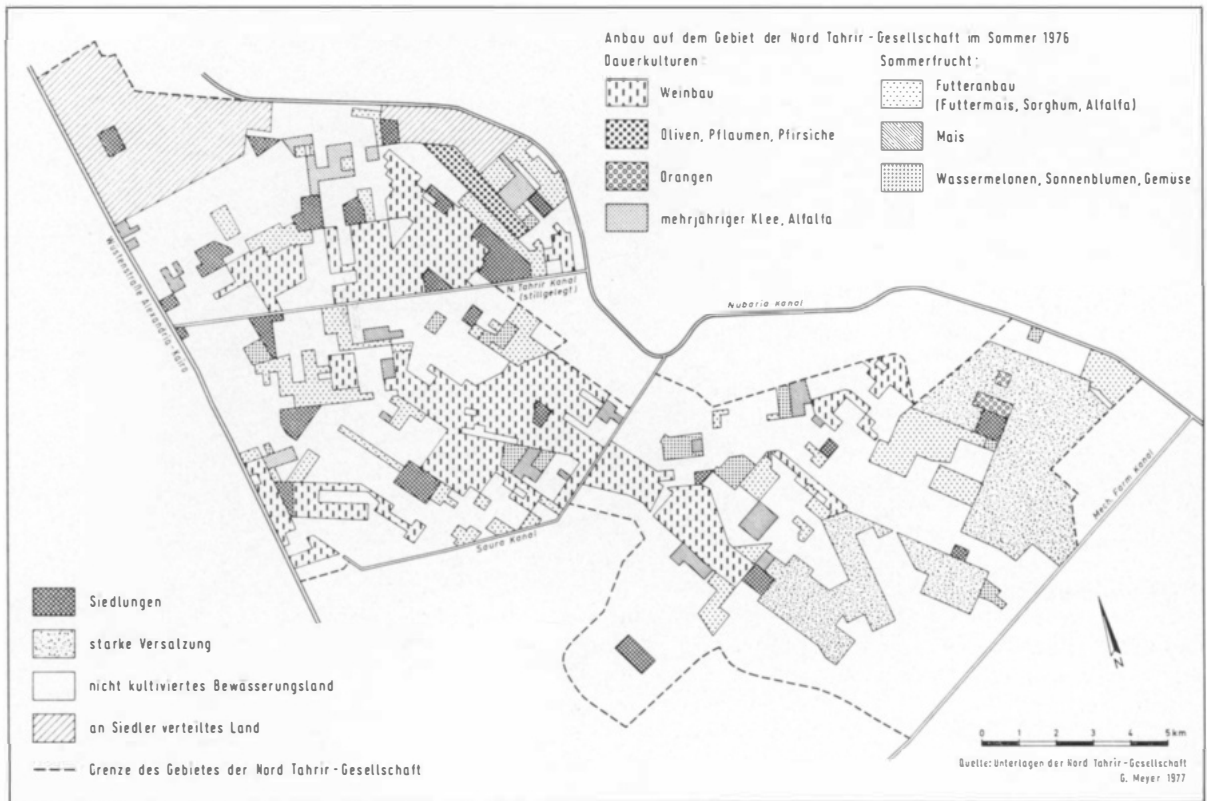 Anbau auf dem Gebiet der Nord Tahrir-Gesellschaft im Sommer 1976
Dauerkulturen:
Weinbau
Oliven, Pflaumen, Pfirsiche
Orangen
mehrjähriger Klee, Alfalfa
Sommerfrucht:
Futteranbau
(Futtermais, Sorghum, Alfalfa)
Mais
Wassermelonen, Sonnenblumen, Gemüse
Wüstenstraße Alexandria-Kairo
N. Tahrir Kanal
(stillgelegt)
Nubaria Kanal
Mech. Farm Kanal
Saura Kanal
Siedlungen
starke Versalzung
nicht kultiviertes Bewässerungsland
an Siedler verteiltes Land
Grenze des Gebietes der Nord Tahrir-Gesellschaft
N
0 1 2 3 4 5 km
Quelle: Unterlagen der Nord Tahrir-Gesellschaft
G. Meyer 1977